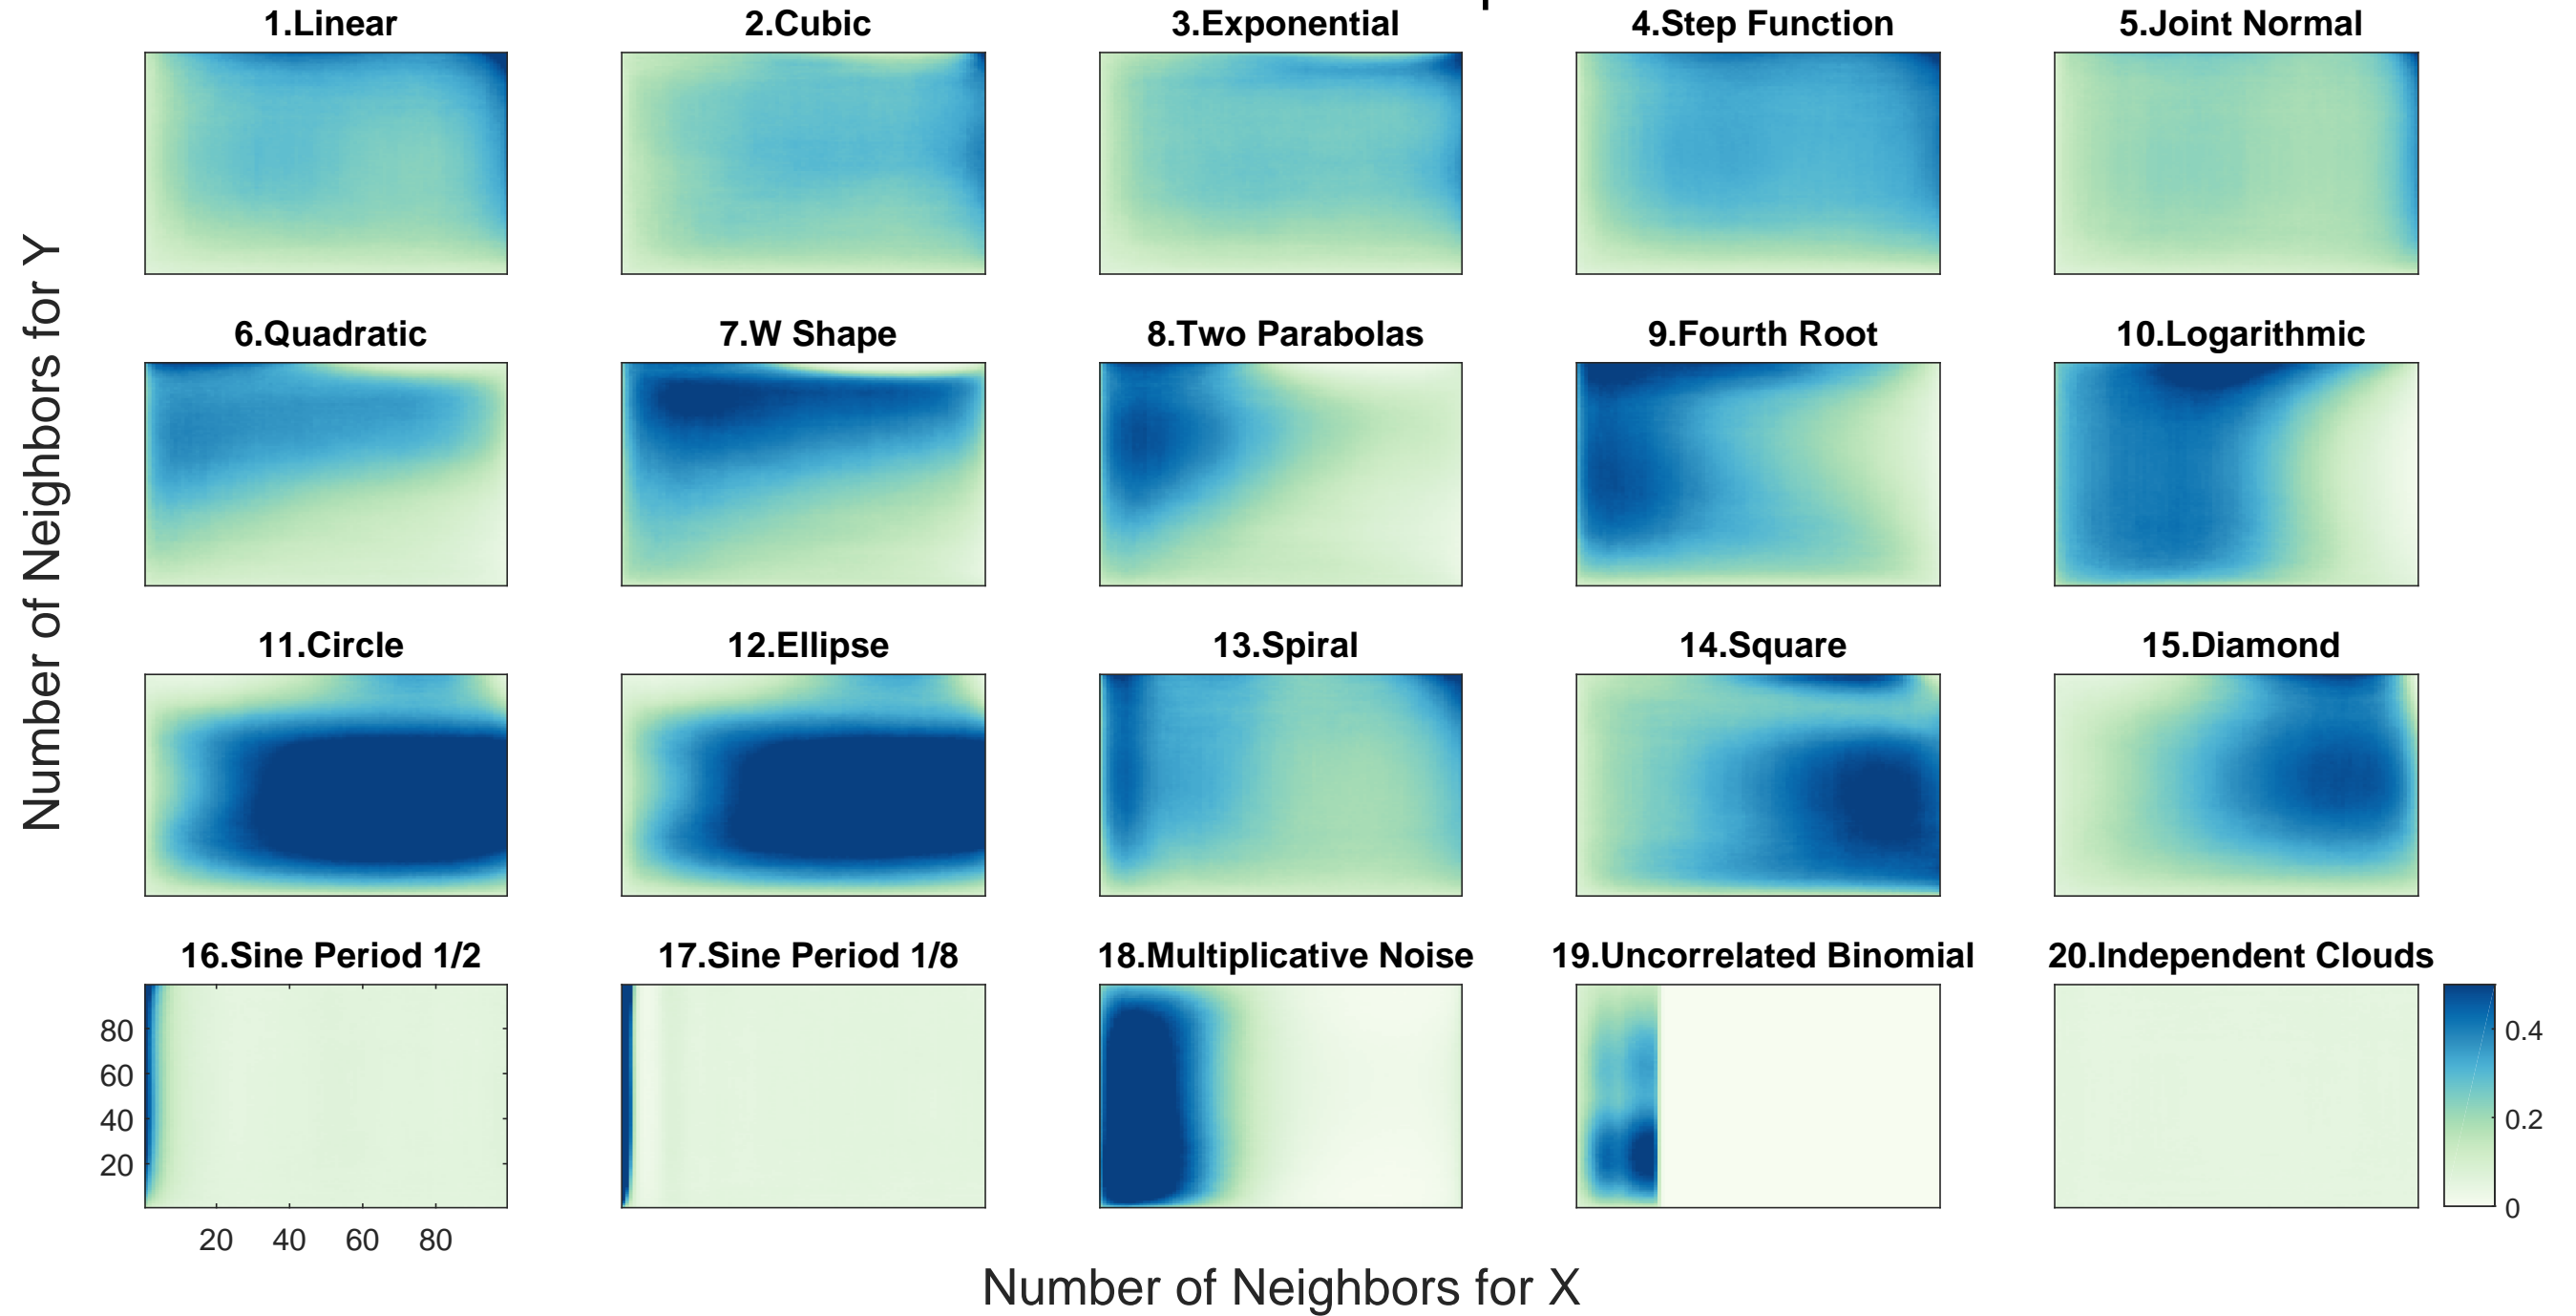 1.Linear
2.Cubic
3.Exponential
4.Step Function
5.Joint Normal
6.Quadratic
7.W Shape
8.Two Parabolas
9.Fourth Root
10.Logarithmic
11.Circle
12.Ellipse
13.Spiral
14.Square
15.Diamond
16.Sine Period 1/2
17.Sine Period 1/8
18.Multiplicative Noise
19.Uncorrelated Binomial
20.Independent Clouds
Number of Neighbors for Y
80
60
40
20
20 40 60 80
0.4
0.2
0
Number of Neighbors for X